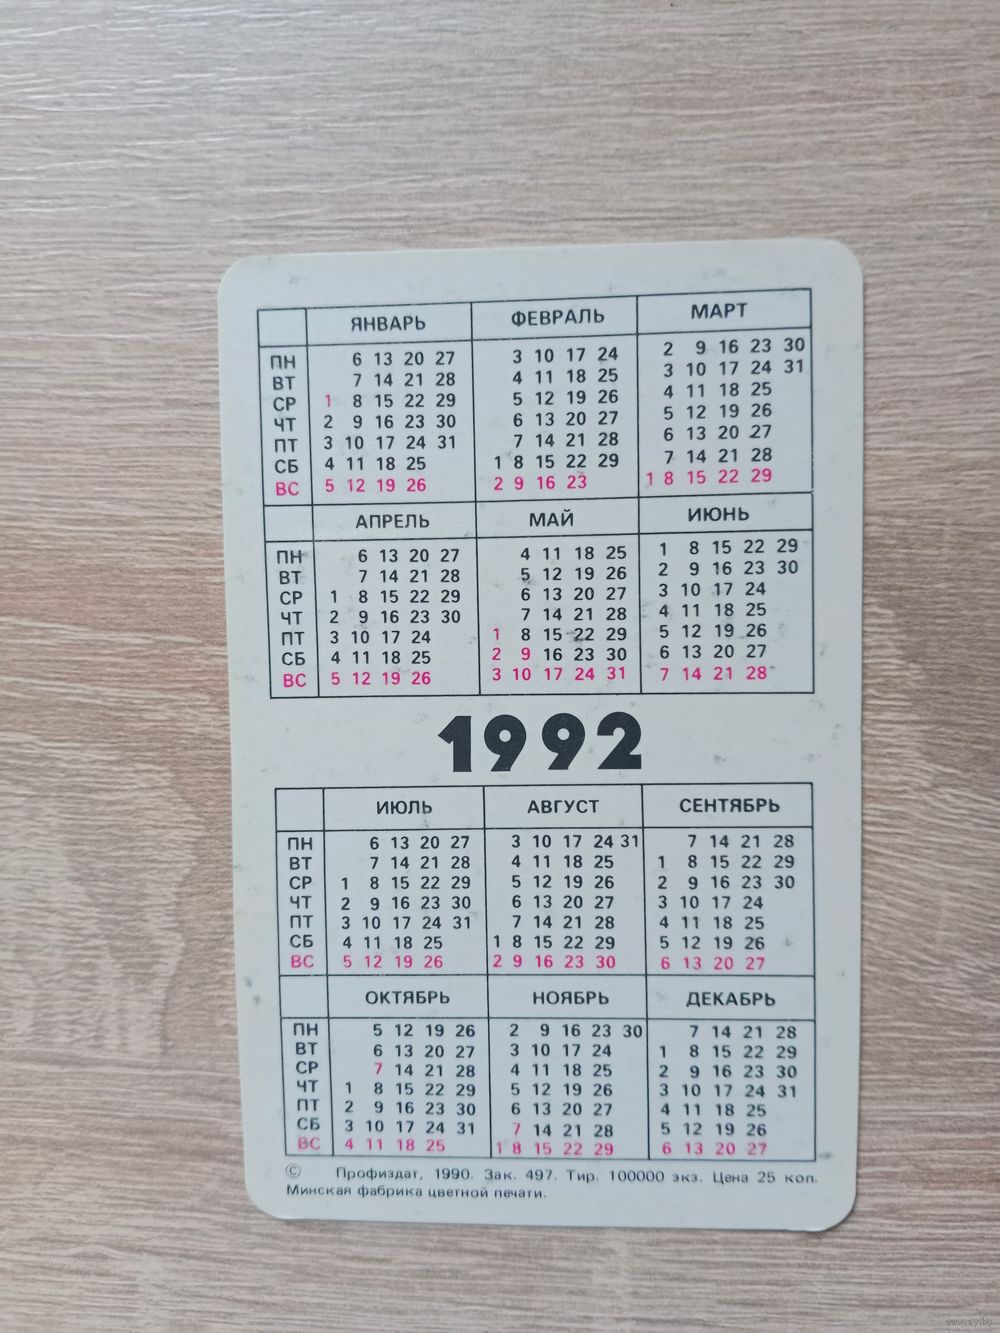 ЯНВАРЬ ФЕВРАЛЬ МАРТ
ПН 6 13 20 27 3 10 17 24 2 9 16 23 30
ВТ 7 14 21 28 4 11 18 25 3 10 17 24 31
СР 1 8 15 22 29 5 12 19 26 4 11 18 25
ЧТ 2 9 16 23 30 6 13 20 27 5 12 19 26
ПТ 3 10 17 24 31 7 14 21 28 6 13 20 27
СБ 4 11 18 25 1 8 15 22 29 7 14 21 28
ВС 5 12 19 26 2 9 16 23 1 8 15 22 29
АПРЕЛЬ МАЙ ИЮНЬ
ПН 6 13 20 27 4 11 18 25 1 8 15 22 29
ВТ 7 14 21 28 5 12 19 26 2 9 16 23 30
СР 1 8 15 22 29 6 13 20 27 3 10 17 24
ЧТ 2 9 16 23 30 7 14 21 28 4 11 18 25
ПТ 3 10 17 24 1 8 15 22 29 5 12 19 26
СБ 4 11 18 25 2 9 16 23 30 6 13 20 27
ВС 5 12 19 26 3 10 17 24 31 7 14 21 28
1992
ИЮЛЬ АВГУСТ СЕНТЯБРЬ
ПН 6 13 20 27 3 10 17 24 31 7 14 21 28
ВТ 7 14 21 28 4 11 18 25 1 8 15 22 29
СР 1 8 15 22 29 5 12 19 26 2 9 16 23 30
ЧТ 2 9 16 23 30 6 13 20 27 3 10 17 24
ПТ 3 10 17 24 31 7 14 21 28 4 11 18 25
СБ 4 11 18 25 1 8 15 22 29 5 12 19 26
ВС 5 12 19 26 2 9 16 23 30 6 13 20 27
ОКТЯБРЬ НОЯБРЬ ДЕКАБРЬ
ПН 5 12 19 26 2 9 16 23 30 7 14 21 28
ВТ 6 13 20 27 3 10 17 24 1 8 15 22 29
СР 7 14 21 28 4 11 18 25 2 9 16 23 30
ЧТ 1 8 15 22 29 5 12 19 26 3 10 17 24 31
ПТ 2 9 16 23 30 6 13 20 27 4 11 18 25
СБ 3 10 17 24 31 7 14 21 28 5 12 19 26
ВС 4 11 18 25 1 8 15 22 29 6 13 20 27
© Профиздат, 1990. Зак. 497. Тир. 100000 экз. Цена 25 коп.
Минская фабрика цветной печати.
www.ay.by